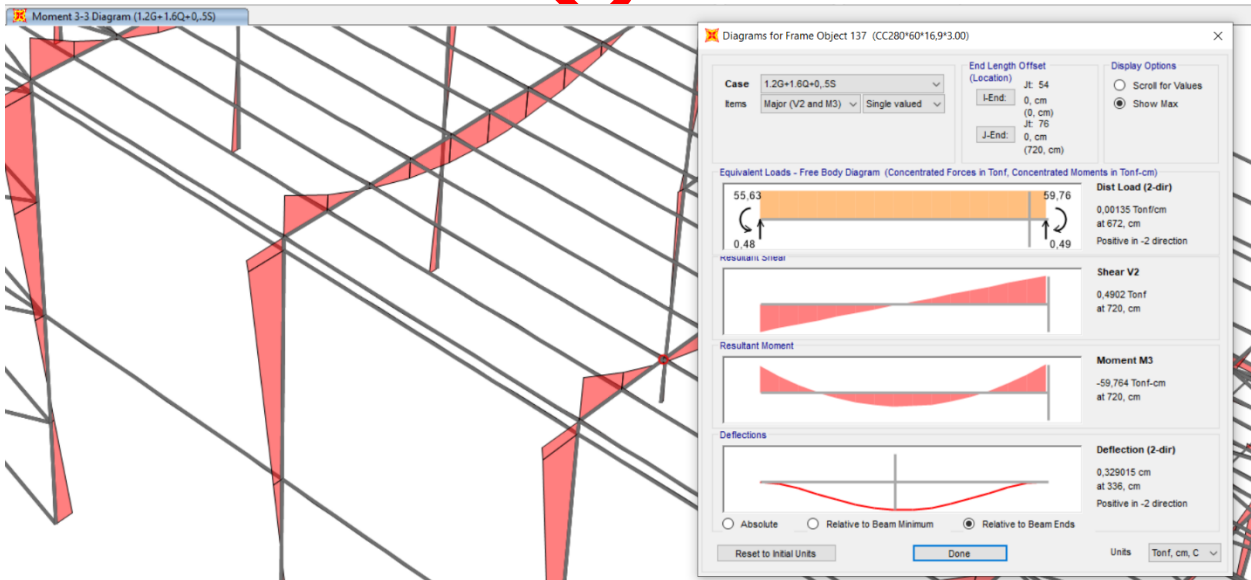 Moment 3-3 Diagram (1.2G+1.6Q+0,.5S)
Diagrams for Frame Object 137 (CC280*60*16,9*3.00)
Case 1.2G+1.6Q+0,.5S
Items Major (V2 and M3) Single valued
End Length Offset
(Location)
Jt: 54
I-End: 0, cm
(0, cm)
Jt: 76
J-End: 0, cm
(720, cm)
Display Options
Scroll for Values
Show Max
Equivalent Loads - Free Body Diagram (Concentrated Forces in Tonf, Concentrated Moments in Tonf-cm)
55,63 59,76
0,48 0,49
Dist Load (2-dir)
0,00135 Tonf/cm
at 672, cm
Positive in -2 direction
Resultant Shear
Shear V2
0,4902 Tonf
at 720, cm
Resultant Moment
Moment M3
-59,764 Tonf-cm
at 720, cm
Deflections
Deflection (2-dir)
0,329015 cm
at 336, cm
Positive in -2 direction
Absolute Relative to Beam Minimum Relative to Beam Ends
Reset to Initial Units Done Units Tonf, cm, C